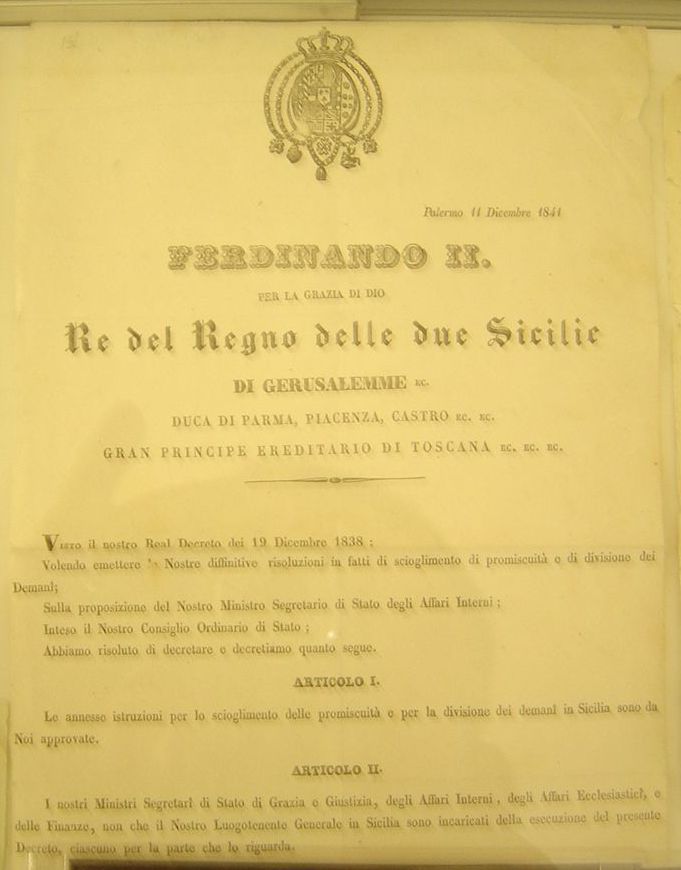 Palermo 11 Dicembre 1841
FERDINANDO II.
PER LA GRAZIA DI DIO
Re del Regno delle due Sicilie
DI GERUSALEMME EC.
DUCA DI PARMA, PIACENZA, CASTRO EC. EC.
GRAN PRINCIPE EREDITARIO DI TOSCANA EC. EC. EC.
VISTO il nostro Real Decreto dei 19 Dicembre 1838 ;
Volendo emettere Nostre diffinitive risoluzioni in fatti di scioglimento di promiscuità e di divisione dei
Demanî;
Sulla proposizione del Nostro Ministro Segretario di Stato degli Affari Interni ;
Inteso il Nostro Consiglio Ordinario di Stato ;
Abbiamo risoluto di decretare e decretiamo quanto segue.
ARTICOLO I.
Le annesse istruzioni per lo scioglimento delle promiscuità e per la divisione dei demanî in Sicilia sono da
Noi approvate.
ARTICOLO II.
I nostri Ministri Segretarî di Stato di Grazia e Giustizia, degli Affari Interni, degli Affari Ecclesiasticî, e
delle Finanze, non che il Nostro Luogotenente Generale in Sicilia sono incaricati della esecuzione del presente
Decreto, ciascuno per la parte che lo riguarda.